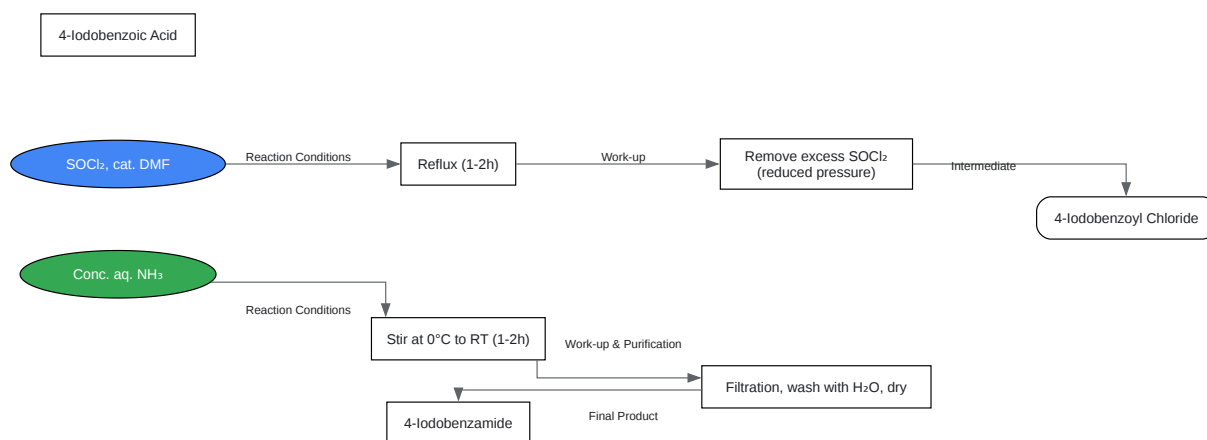 4-Iodobenzoic Acid
SOCl₂, cat. DMF
Reaction Conditions
Reflux (1-2h)
Work-up
Remove excess SOCl₂
(reduced pressure)
Intermediate
4-Iodobenzoyl Chloride
Conc. aq. NH₃
Reaction Conditions
Stir at 0°C to RT (1-2h)
Work-up & Purification
Filtration, wash with H₂O, dry
Final Product
4-Iodobenzamide